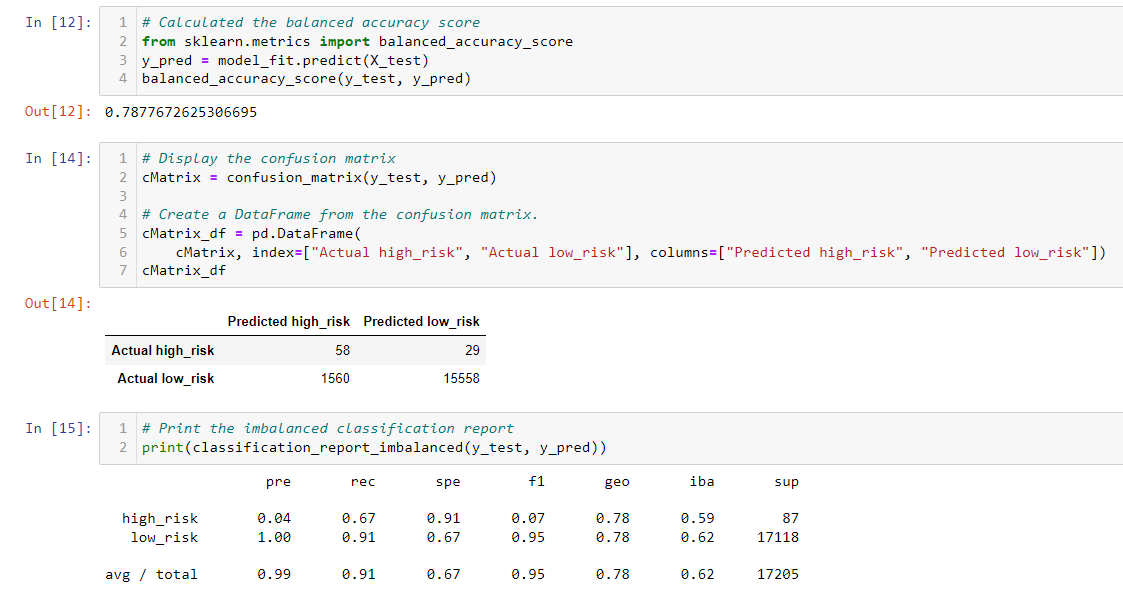 In [12]:
1 # Calculated the balanced accuracy score
2 from sklearn.metrics import balanced_accuracy_score
3 y_pred = model_fit.predict(X_test)
4 balanced_accuracy_score(y_test, y_pred)
Out[12]: 0.7877672625306695
In [14]:
1 # Display the confusion matrix
2 cMatrix = confusion_matrix(y_test, y_pred)
3
4 # Create a DataFrame from the confusion matrix.
5 cMatrix_df = pd.DataFrame(
6     cMatrix, index=["Actual high_risk", "Actual low_risk"], columns=["Predicted high_risk", "Predicted low_risk"])
7 cMatrix_df
Out[14]:
Predicted high_risk Predicted low_risk
Actual high_risk 58 29
Actual low_risk 1560 15558
In [15]:
1 # Print the imbalanced classification report
2 print(classification_report_imbalanced(y_test, y_pred))
pre rec spe f1 geo iba sup
high_risk 0.04 0.67 0.91 0.07 0.78 0.59 87
low_risk 1.00 0.91 0.67 0.95 0.78 0.62 17118
avg / total 0.99 0.91 0.67 0.95 0.78 0.62 17205